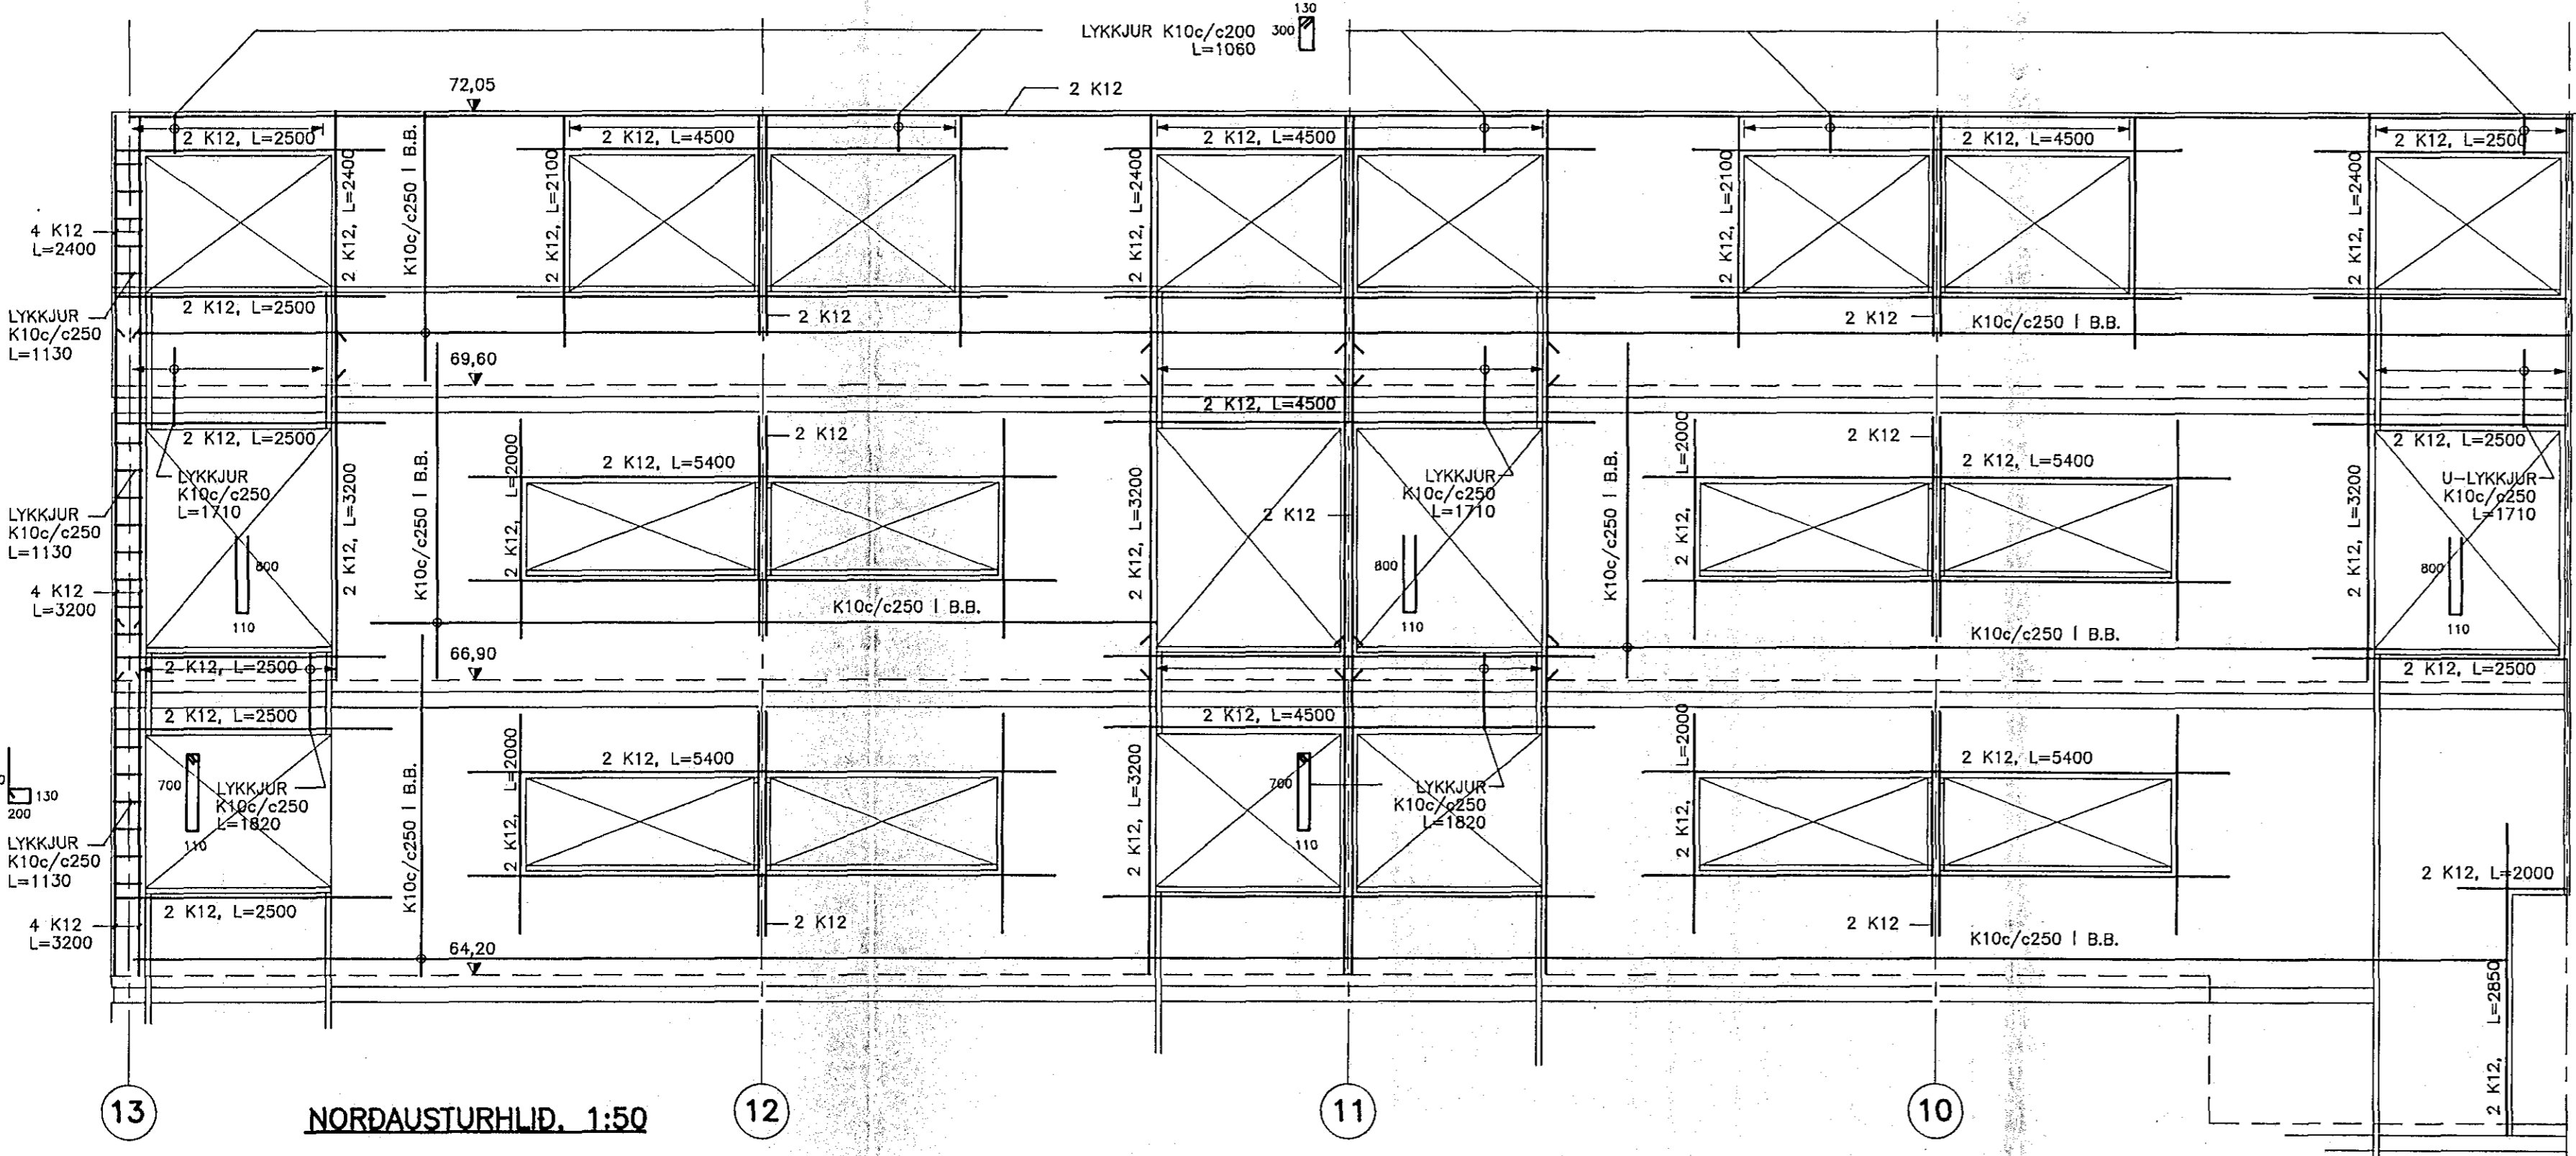 130
LYKKJUR K10c/c200
300
L=1060
72,05
2 K12
2 K12, L=2500
2 K12, L=4500
2 K12, L=4500
2 K12, L=4500
2 K12, L=2500
2 K12, L=2400
K10c/c250 I B.B.
2 K12, L=2100
2 K12, L=2400
2 K12, L=2100
2 K12, L=2400
4 K12
L=2400
2 K12, L=2500
LYKKJUR
K10c/c250
L=1130
2 K12
2 K12
K10c/c250 I B.B.
69,60
2 K12, L=4500
2 K12, L=2500
2 K12
2 K12
2 K12, L=2500
2 K12, L=5400
2 K12, L=5400
LYKKJUR
K10c/c250
L=1710
LYKKJUR
K10c/c250
L=1710
U-LYKKJUR
K10c/c250
L=1710
LYKKJUR
K10c/c250
L=1130
2 K12, L=3200
K10c/c250 I B.B.
2 K12, L=2000
2 K12, L=3200
2 K12
K10c/c250 I B.B.
2 K12, L=2000
2 K12, L=3200
800
110
800
110
800
110
4 K12
L=3200
K10c/c250 I B.B.
K10c/c250 I B.B.
66,90
2 K12, L=2500
2 K12, L=2500
2 K12, L=2500
2 K12, L=4500
2 K12, L=5400
2 K12, L=5400
700
110
LYKKJUR
K10c/c250
L=1820
700
110
LYKKJUR
K10c/c250
L=1820
130
200
LYKKJUR
K10c/c250
L=1130
K10c/c250 I B.B.
2 K12, L=2000
2 K12, L=3200
2 K12, L=2000
2 K12, L=2000
2 K12, L=2500
4 K12
L=3200
2 K12
2 K12
K10c/c250 I B.B.
64,20
2 K12, L=2850
13
NORÐAUSTURHLIÐ. 1:50
12
11
10